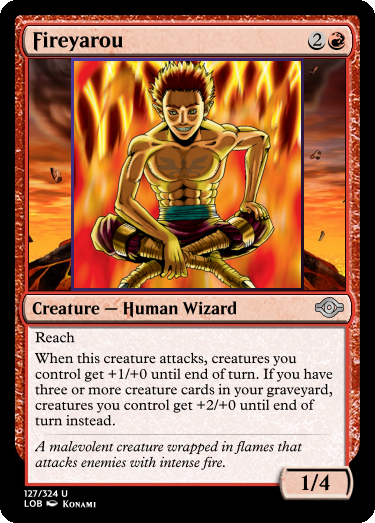 Fireyarou 2
Creature — Human Wizard
Reach
When this creature attacks, creatures you
control get +1/+0 until end of turn. If you have
three or more creature cards in your graveyard,
creatures you control get +2/+0 until end of
turn instead.
A malevolent creature wrapped in flames that
attacks enemies with intense fire.
1/4
127/324 U
LOB KONAMI